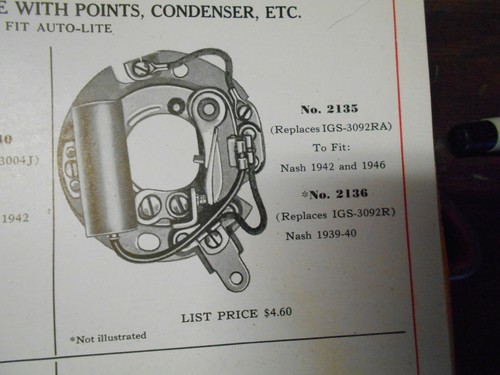 E WITH POINTS, CONDENSER, ETC.
FIT AUTO-LITE
No. 2135
(Replaces IGS-3092RA)
3004J)
To Fit:
Nash 1942 and 1946
*No. 2136
1942
(Replaces IGS-3092R)
Nash 1939-40
LIST PRICE $4.60
*Not illustrated